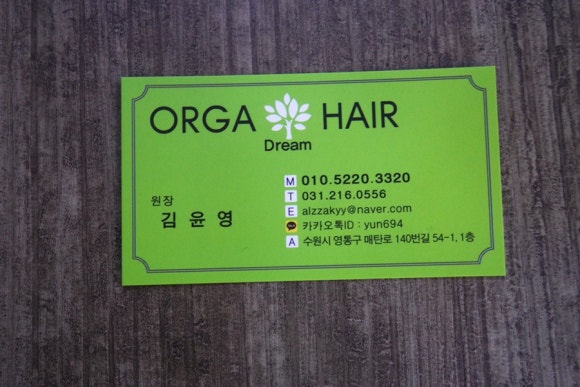 ORGA HAIR
Dream
원장
김 윤 영
M 010.5220.3320
T 031.216.0556
E alzzakyy@naver.com
카카오톡ID : yun694
A 수원시 영통구 매탄로 140번길 54-1, 1층